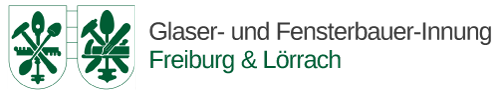 Glaser- und Fensterbauer-Innung
Freiburg & Lörrach